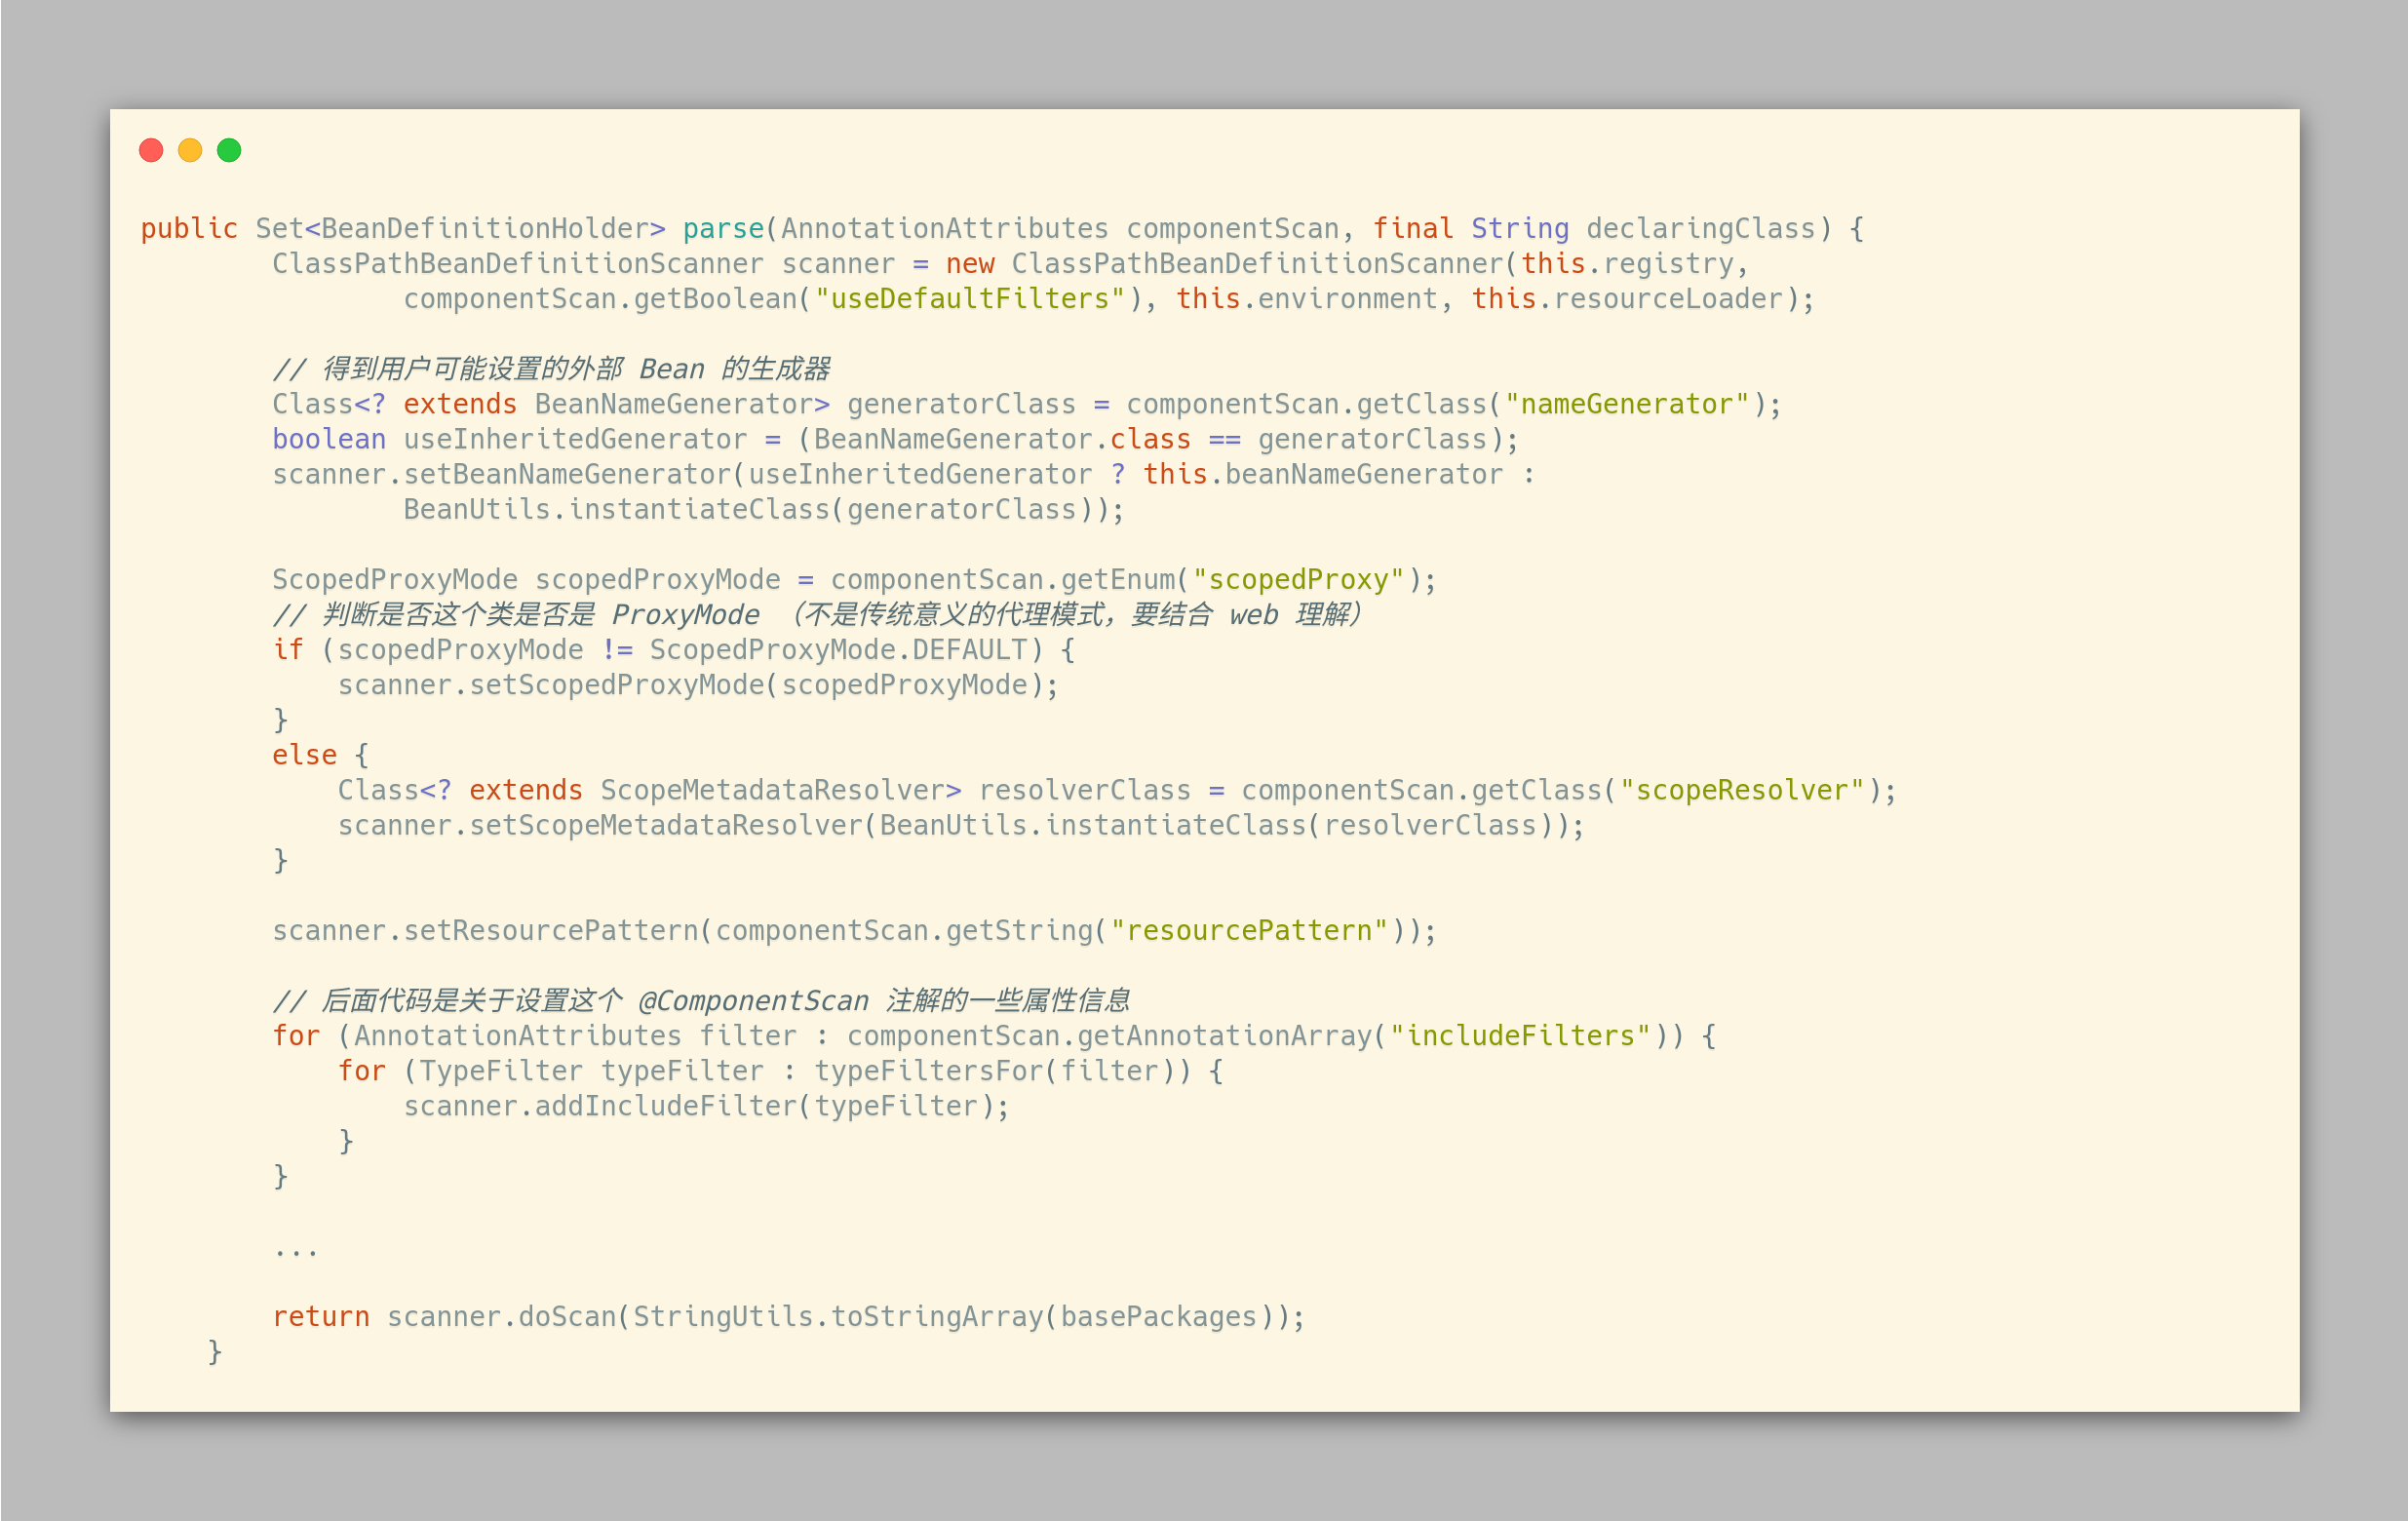 public Set<BeanDefinitionHolder> parse(AnnotationAttributes componentScan, final String declaringClass) {
        ClassPathBeanDefinitionScanner scanner = new ClassPathBeanDefinitionScanner(this.registry,
                componentScan.getBoolean("useDefaultFilters"), this.environment, this.resourceLoader);

        // 得到用户可能设置的外部 Bean 的生成器
        Class<? extends BeanNameGenerator> generatorClass = componentScan.getClass("nameGenerator");
        boolean useInheritedGenerator = (BeanNameGenerator.class == generatorClass);
        scanner.setBeanNameGenerator(useInheritedGenerator ? this.beanNameGenerator :
                BeanUtils.instantiateClass(generatorClass));

        ScopedProxyMode scopedProxyMode = componentScan.getEnum("scopedProxy");
        // 判断是否这个类是否是 ProxyMode （不是传统意义的代理模式，要结合 web 理解）
        if (scopedProxyMode != ScopedProxyMode.DEFAULT) {
            scanner.setScopedProxyMode(scopedProxyMode);
        }
        else {
            Class<? extends ScopeMetadataResolver> resolverClass = componentScan.getClass("scopeResolver");
            scanner.setScopeMetadataResolver(BeanUtils.instantiateClass(resolverClass));
        }

        scanner.setResourcePattern(componentScan.getString("resourcePattern"));

        // 后面代码是关于设置这个 @ComponentScan 注解的一些属性信息
        for (AnnotationAttributes filter : componentScan.getAnnotationArray("includeFilters")) {
            for (TypeFilter typeFilter : typeFiltersFor(filter)) {
                scanner.addIncludeFilter(typeFilter);
            }
        }

        ...

        return scanner.doScan(StringUtils.toStringArray(basePackages));
    }